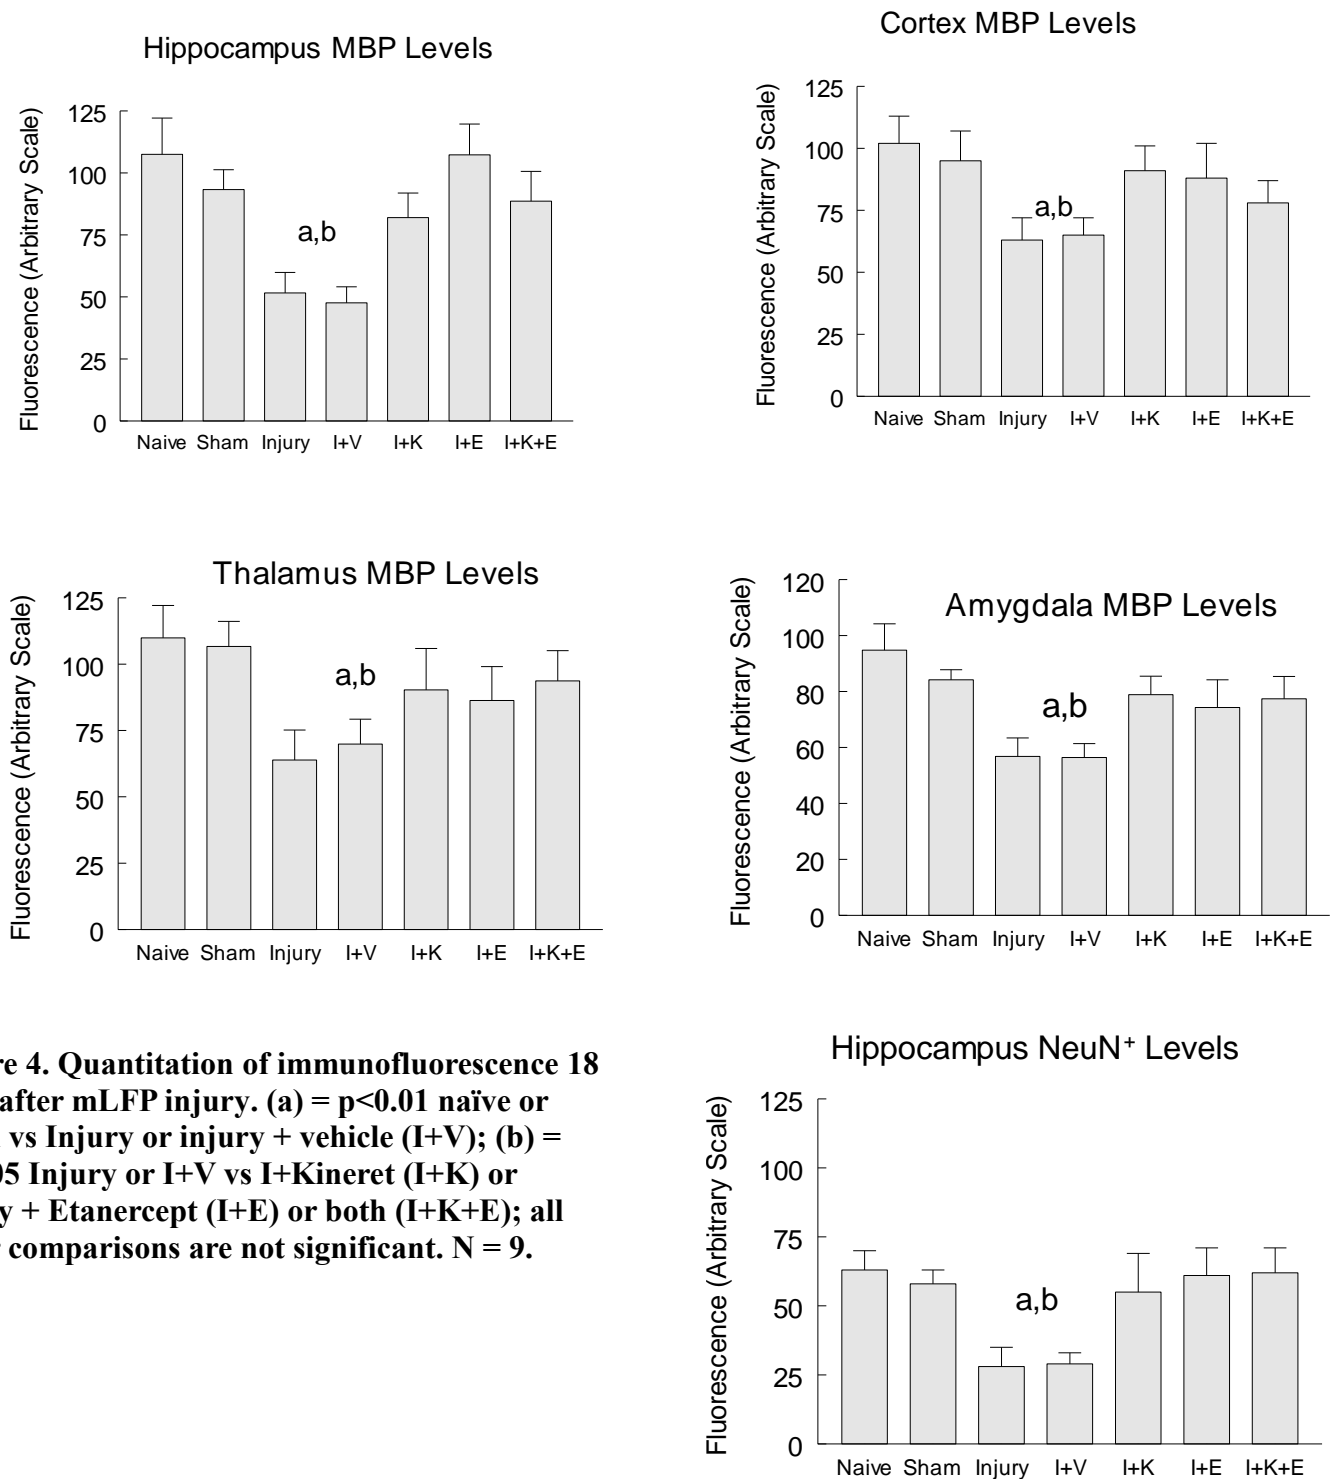 Hippocampus MBP Levels
Fluorescence (Arbitrary Scale)
125
100
75
50
25
0
a,b
Naive Sham Injury I+V I+K I+E I+K+E
Cortex MBP Levels
Fluorescence (Arbitrary Scale)
125
100
75
50
25
0
a,b
Naive Sham Injury I+V I+K I+E I+K+E
Thalamus MBP Levels
Fluorescence (Arbitrary Scale)
125
100
75
50
25
0
a,b
Naive Sham Injury I+V I+K I+E I+K+E
Amygdala MBP Levels
Fluorescence (Arbitrary Scale)
120
100
80
60
40
20
0
a,b
Naive Sham Injury I+V I+K I+E I+K+E
re 4. Quantitation of immunofluorescence 18
after mLFP injury. (a) = p<0.01 naïve or
vs Injury or injury + vehicle (I+V); (b) =
05 Injury or I+V vs I+Kineret (I+K) or
y + Etanercept (I+E) or both (I+K+E); all
comparisons are not significant. N = 9.
Hippocampus NeuN⁺ Levels
Fluorescence (Arbitrary Scale)
125
100
75
50
25
0
a,b
Naive Sham Injury I+V I+K I+E I+K+E